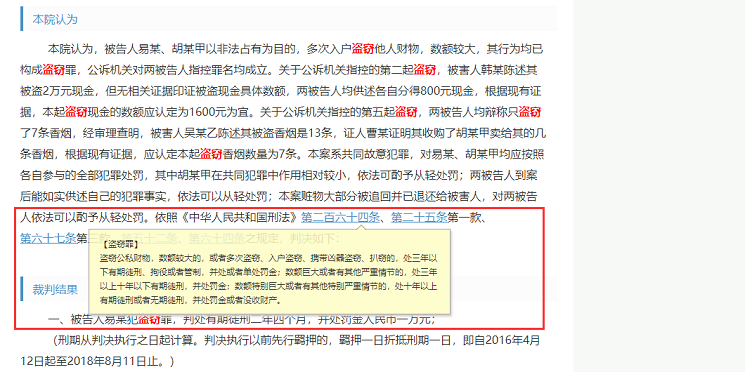 本院认为
本院认为，被告人易某、胡某甲以非法占有为目的，多次入户盗窃他人财物，数额较大，其行为均已
构成盗窃罪，公诉机关对两被告人指控罪名均成立。关于公诉机关指控的第二起盗窃，被害人韩某陈述其
被盗2万元现金，但无相关证据印证被盗现金具体数额，两被告人均供述各自分得800元现金，根据现有证
据，本起盗窃现金的数额应认定为1600元为宜。关于公诉机关指控的第五起盗窃，两被告人均辩称只盗窃
了7条香烟，经审理查明，被害人吴某乙陈述其被盗香烟是13条，证人曹某证明其收购了胡某甲卖给其的几
条香烟，根据现有证据，应认定本起盗窃香烟数量为7条。本案系共同故意犯罪，对易某、胡某甲均应按照
各自参与的全部犯罪处罚，其中胡某甲在共同犯罪中作用相对较小，依法可酌予从轻处罚；两被告人到案
后能如实供述自己的犯罪事实，依法可以从轻处罚；本案赃物大部分被追回并已退还给被害人，对两被告
人依法可以酌予从轻处罚。依照《中华人民共和国刑法》第二百六十四条、第二十五条第一款、
第六十七条第三款、第五十二条、第六十四条之规定，判决如下：
【盗窃罪】
盗窃公私财物，数额较大的，或者多次盗窃、入户盗窃、携带凶器盗窃、扒窃的，处三年以
下有期徒刑、拘役或者管制，并处或者单处罚金；数额巨大或者有其他严重情节的，处三年
以上十年以下有期徒刑，并处罚金；数额特别巨大或者有其他特别严重情节的，处十年以上
有期徒刑或者无期徒刑，并处罚金或者没收财产。
裁判结果
一、被告人易某犯盗窃罪，判处有期徒刑二年四个月，并处罚金人民币一万元；
（刑期从判决执行之日起计算。判决执行以前先行羁押的，羁押一日折抵刑期一日，即自2016年4月
12日起至2018年8月11日止。）